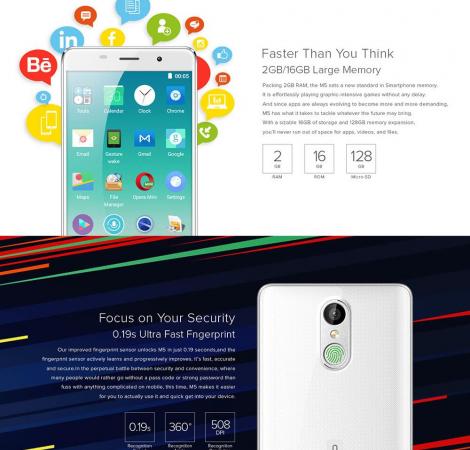 Faster Than You Think
2GB/16GB Large Memory
Packing 2GB RAM, the M5 sets a new standard in Smartphone memory.
It is effortlessly playing graphic-intensive games without any delay.
And since apps are always evolving to become more and more demanding,
M5 has what it takes to tackle whatever the future may bring.
With a sizable 16GB of storage and 128GB memory expansion,
you'll never run out of space for apps, videos, and files.
2 16 128
GB GB GB
RAM ROM Micro-SD
in
Bē
00:05
Tools Calendar Clock Chrome
Email Gesture wake Gmail Google
Maps File Manager Opera Mini Settings
Focus on Your Security
0.19s Ultra Fast Fngerprint
Our improved fingerprint sensor unlocks M5 in just 0.19 seconds,and the
fingerprint sensor actively learns and progressively improves. It's fast, accurate
and secure.In the perpetual battle between security and convenience, where
many people would rather go without a pass code or strong password than
fuss with anything complicated on mobile, this time, M5 makes it easier
for you to actually use it and quick get into your device.
0.19s 360° 508
DPI
Recognition Recognition Recognition